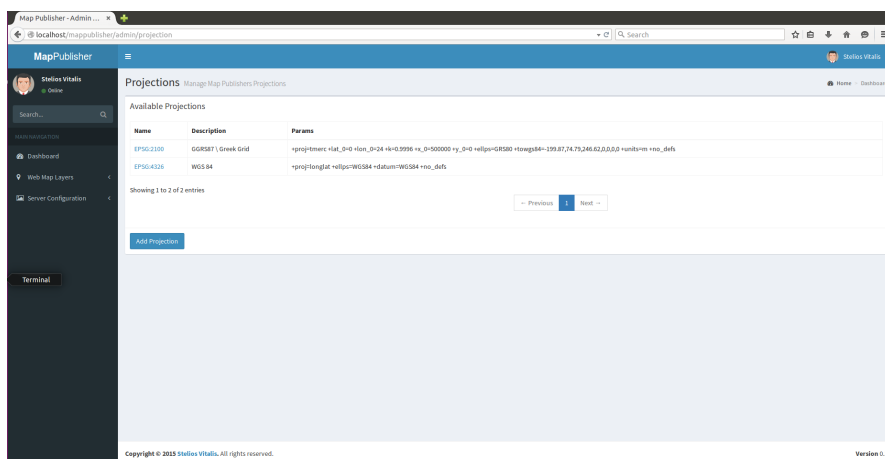 Map Publisher - Admin ... ×
localhost/mappublisher/admin/projection
Search
MapPublisher
Stelios Vitalis
Stelios Vitalis
Online
Projections Manage Map Publishers Projections
Home
Search...
Available Projections
MAIN NAVIGATION
Name Description Params
EPSG:2100 GGRS87 \ Greek Grid +proj=tmerc +lat_0=0 +lon_0=24 +k=0.9996 +x_0=500000 +y_0=0 +ellps=GRS80 +towgs84=-199.87,74.79,246.62,0,0,0,0 +units=m +no_defs
Dashboard
EPSG:4326 WGS 84 +proj=longlat +ellps=WGS84 +datum=WGS84 +no_defs
Web Map Layers
Showing 1 to 2 of 2 entries
Server Configuration
← Previous 1 Next →
Add Projection
Terminal
Copyright © 2015 Stelios Vitalis. All rights reserved.
Version 0.